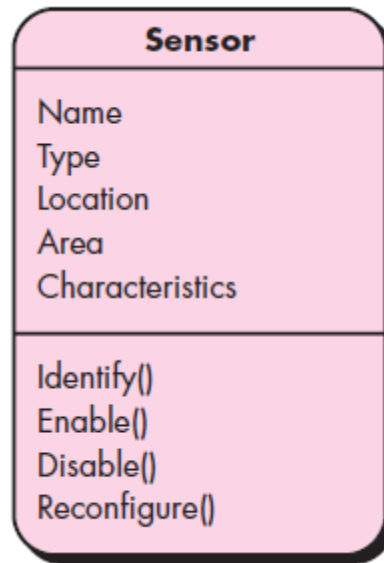 Sensor
Name
Type
Location
Area
Characteristics
Identify()
Enable()
Disable()
Reconfigure()